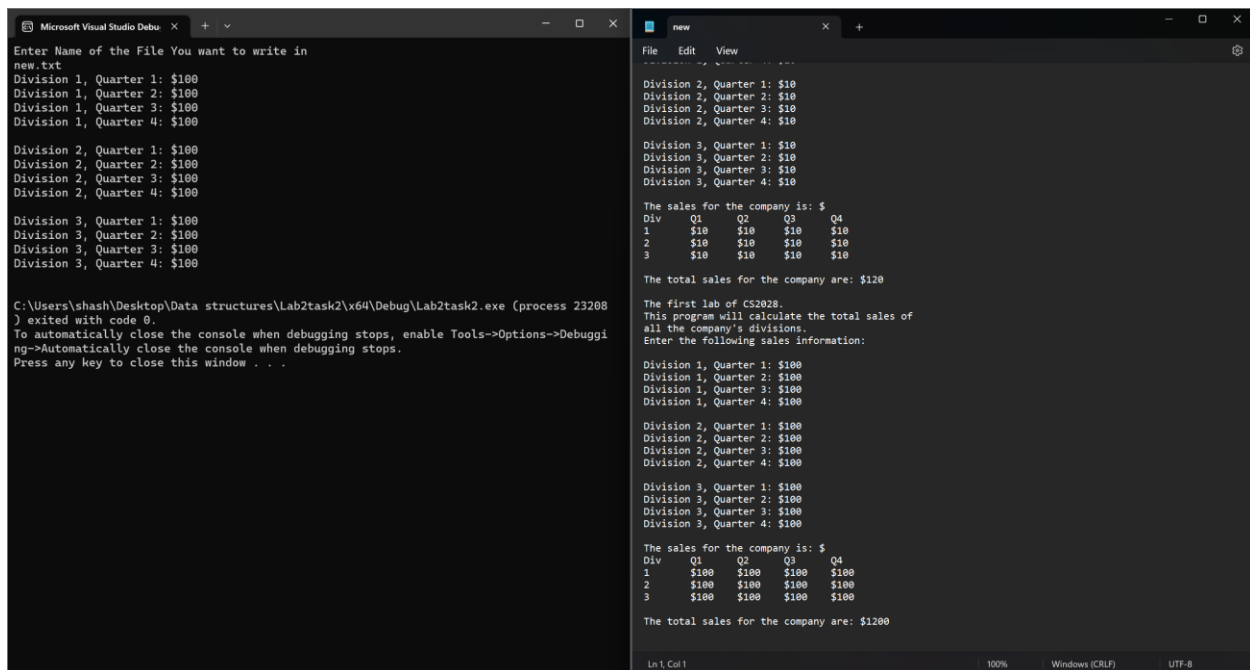 Microsoft Visual Studio Debu
Enter Name of the File You want to write in
new.txt
Division 1, Quarter 1: $100
Division 1, Quarter 2: $100
Division 1, Quarter 3: $100
Division 1, Quarter 4: $100
Division 2, Quarter 1: $100
Division 2, Quarter 2: $100
Division 2, Quarter 3: $100
Division 2, Quarter 4: $100
Division 3, Quarter 1: $100
Division 3, Quarter 2: $100
Division 3, Quarter 3: $100
Division 3, Quarter 4: $100
C:\Users\shash\Desktop\Data structures\Lab2task2\x64\Debug\Lab2task2.exe (process 23208
) exited with code 0.
To automatically close the console when debugging stops, enable Tools->Options->Debuggi
ng->Automatically close the console when debugging stops.
Press any key to close this window . . .
new
File Edit View
Division 2, Quarter 1: $10
Division 2, Quarter 2: $10
Division 2, Quarter 3: $10
Division 2, Quarter 4: $10
Division 3, Quarter 1: $10
Division 3, Quarter 2: $10
Division 3, Quarter 3: $10
Division 3, Quarter 4: $10
The sales for the company is: $
Div Q1 Q2 Q3 Q4
1 $10 $10 $10 $10
2 $10 $10 $10 $10
3 $10 $10 $10 $10
The total sales for the company are: $120
The first lab of CS2028.
This program will calculate the total sales of
all the company's divisions.
Enter the following sales information:
Division 1, Quarter 1: $100
Division 1, Quarter 2: $100
Division 1, Quarter 3: $100
Division 1, Quarter 4: $100
Division 2, Quarter 1: $100
Division 2, Quarter 2: $100
Division 2, Quarter 3: $100
Division 2, Quarter 4: $100
Division 3, Quarter 1: $100
Division 3, Quarter 2: $100
Division 3, Quarter 3: $100
Division 3, Quarter 4: $100
The sales for the company is: $
Div Q1 Q2 Q3 Q4
1 $100 $100 $100 $100
2 $100 $100 $100 $100
3 $100 $100 $100 $100
The total sales for the company are: $1200
Ln 1, Col 1 100% Windows (CRLF) UTF-8